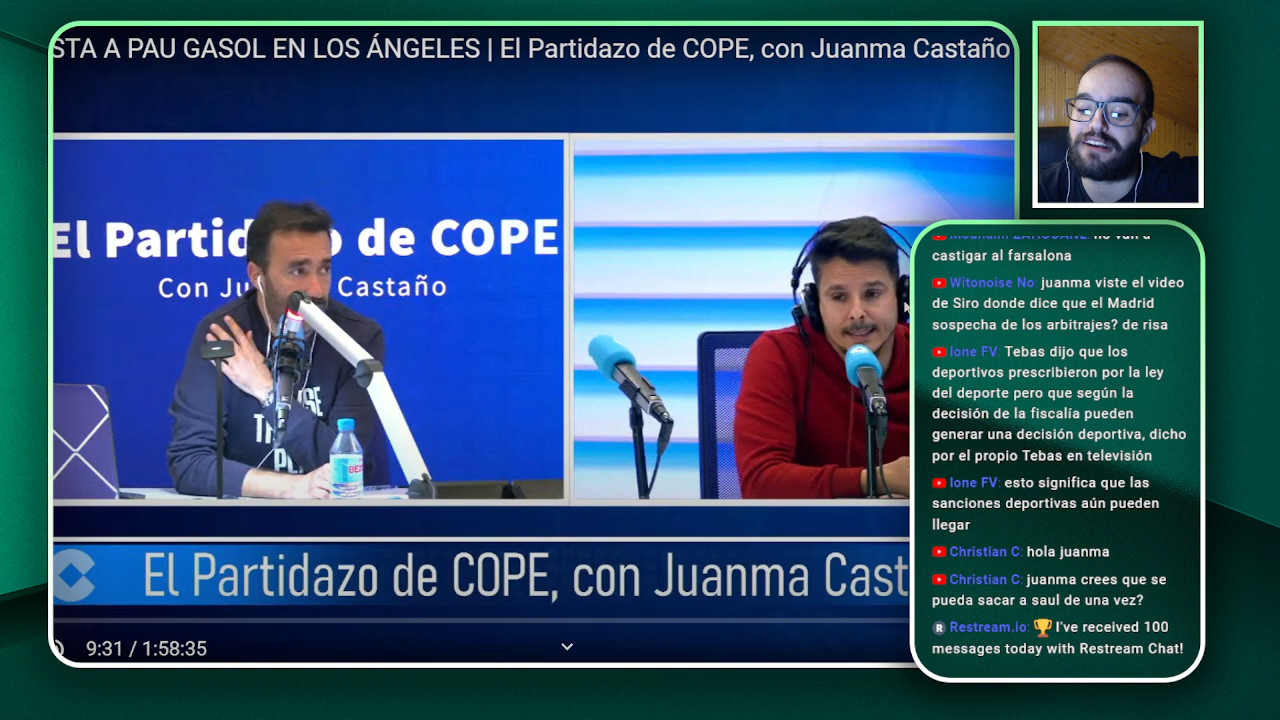 STA A PAU GASOL EN LOS ÁNGELES | El Partidazo de COPE, con Juanma Castaño
El Partid o de COPE
Con Ju Castaño
El Partidazo de COPE, con Juanma Cast
9:31 / 1:58:35
castigar al farsalona
Witonoise No: juanma viste el video
de Siro donde dice que el Madrid
sospecha de los arbitrajes? de risa
Ione FV: Tebas dijo que los
deportivos prescribieron por la ley
del deporte pero que según la
decisión de la fiscalía pueden
generar una decisión deportiva, dicho
por el propio Tebas en televisión
Ione FV: esto significa que las
sanciones deportivas aún pueden
llegar
Christian C: hola juanma
Christian C: juanma crees que se
pueda sacar a saul de una vez?
R Restream.io: 🏆 I've received 100
messages today with Restream Chat!